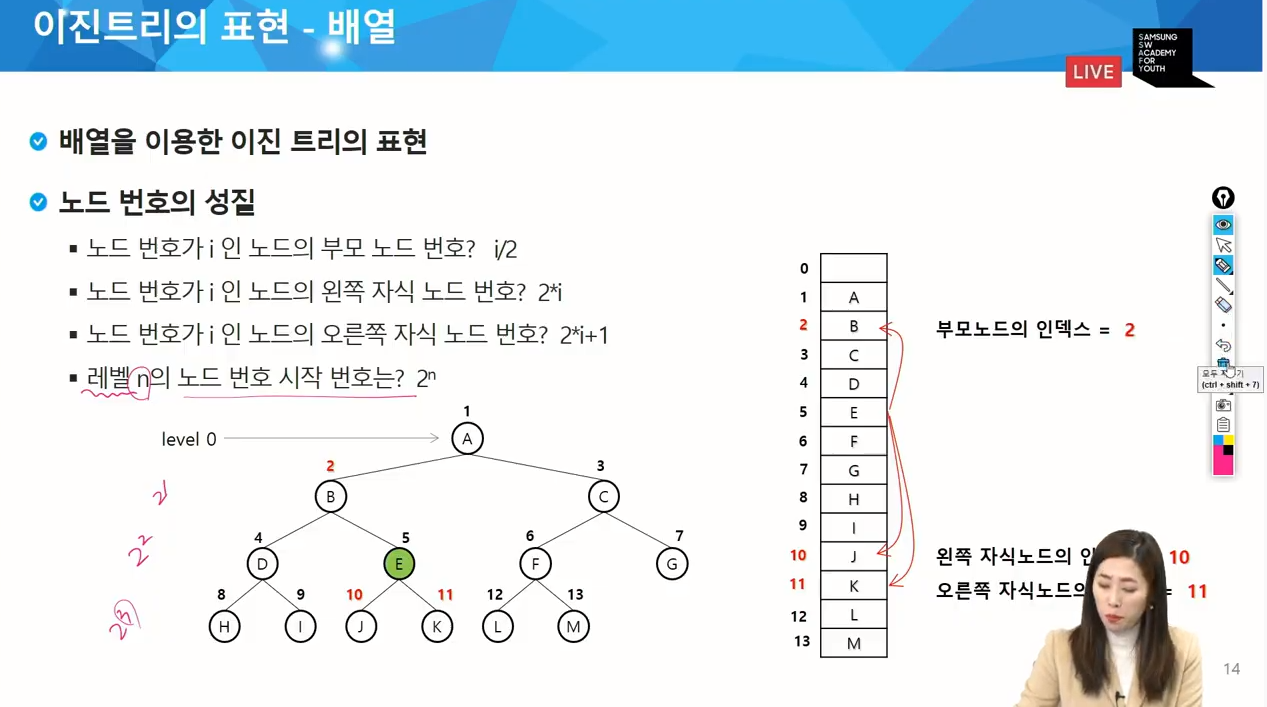 이진트리의 표현 - 배열
SAMSUNG
SW
ACADEMY
FOR
YOUTH
LIVE
배열을 이용한 이진 트리의 표현
노드 번호의 성질
노드 번호가 i 인 노드의 부모 노드 번호? i/2
노드 번호가 i 인 노드의 왼쪽 자식 노드 번호? 2*i
노드 번호가 i 인 노드의 오른쪽 자식 노드 번호? 2*i+1
레벨 n의 노드 번호 시작 번호는? 2ⁿ
1
level 0
A
2
3
2¹
B
C
4
5
6
7
2²
D
E
F
G
8
9
10
11
12
13
2³
H
I
J
K
L
M
0
1 A
2 B
3 C
4 D
5 E
6 F
7 G
8 H
9 I
10 J
11 K
12 L
13 M
부모노드의 인덱스 = 2
왼쪽 자식노드의 10
오른쪽 자식노드의 = 11
모두
(ctrl + shift + 7)
14